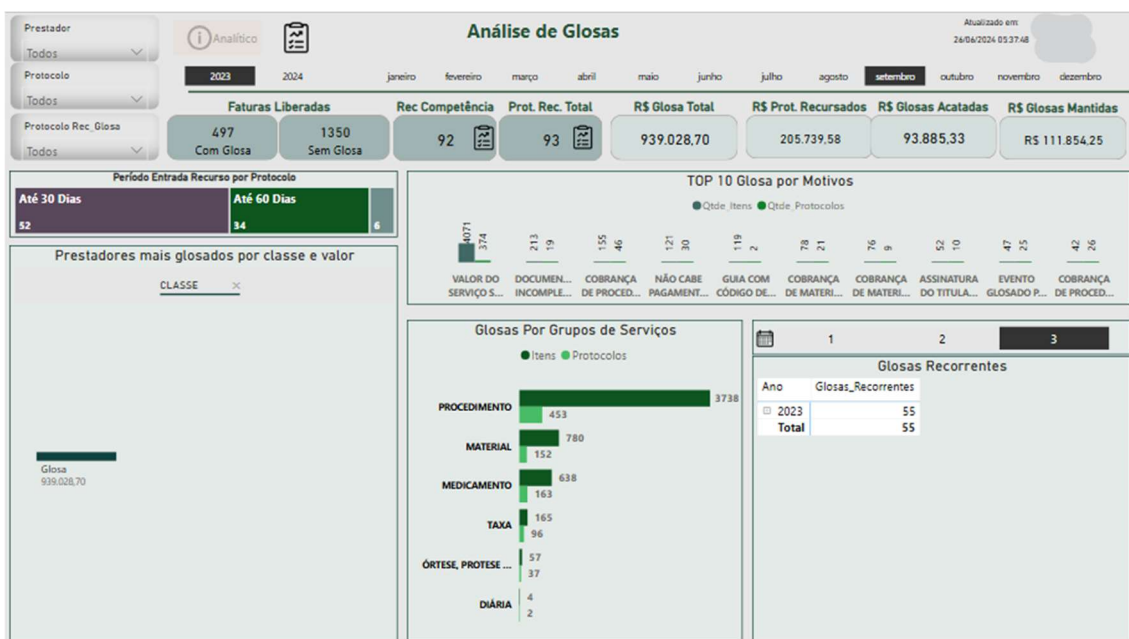 Prestador
Todos
Protocolo
Todos
Protocolo Rec_Glosa
Todos
Analítico
Análise de Glosas
Atualizado em:
26/06/2024 05:37:48
2023 2024 janeiro fevereiro março abril maio junho julho agosto setembro outubro novembro dezembro
Faturas Liberadas
497
Com Glosa
1350
Sem Glosa
Rec Competência
92
Prot. Rec. Total
93
R$ Glosa Total
939.028,70
R$ Prot. Recursados
205.739,58
R$ Glosas Acatadas
93.885,33
R$ Glosas Mantidas
R$ 111.854,25
Período Entrada Recurso por Protocolo
Até 30 Dias
52
Até 60 Dias
34
6
Prestadores mais glosados por classe e valor
CLASSE
Glosa
939.028,70
TOP 10 Glosa por Motivos
Qtde_Itens Qtde_Protocolos
4071 374 213 19 155 46 121 30 119 2 78 21 76 9 52 10 47 25 42 26
VALOR DO SERVIÇO S...
DOCUMEN... INCOMPLE...
COBRANÇA DE PROCED...
NÃO CABE PAGAMENT...
GUIA COM CÓDIGO DE...
COBRANÇA DE MATERI...
COBRANÇA DE MATERI...
ASSINATURA DO TITULA...
EVENTO GLOSADO P...
COBRANÇA DE PROCED...
Glosas Por Grupos de Serviços
Itens Protocolos
PROCEDIMENTO 3738
453
MATERIAL 780
152
MEDICAMENTO 638
163
TAXA 165
96
ÓRTESE, PROTESE ... 57
37
DIÁRIA 4
2
1 2 3
Glosas Recorrentes
Ano Glosas_Recorrentes
2023 55
Total 55